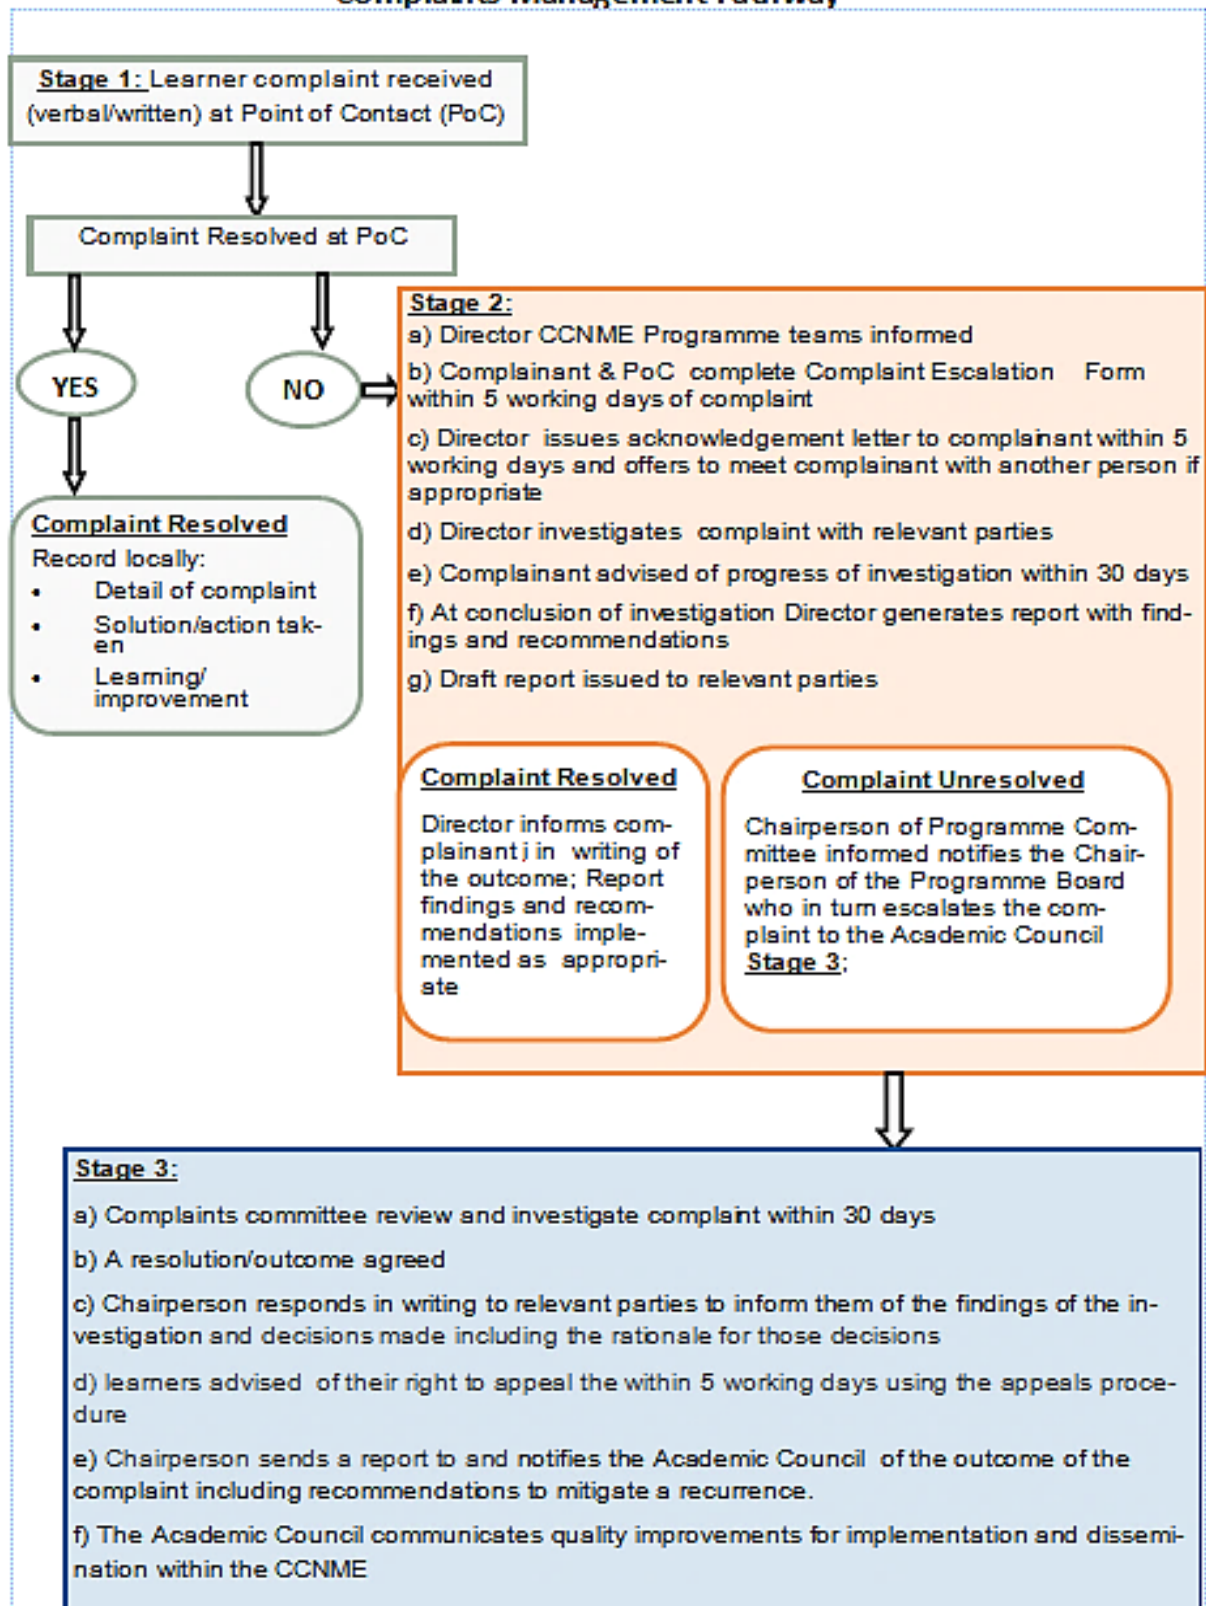 Complaints Management Pathway
Stage 1: Learner complaint received
(verbal/written) at Point of Contact (PoC)
Complaint Resolved at PoC
YES
NO
Complaint Resolved
Record locally:
• Detail of complaint
• Solution/action tak-
en
• Learning/
improvement
Stage 2:
a) Director CCNME Programme teams informed
b) Complainant & PoC complete Complaint Escalation Form
within 5 working days of complaint
c) Director issues acknowledgement letter to complainant within 5
working days and offers to meet complainant with another person if
appropriate
d) Director investigates complaint with relevant parties
e) Complainant advised of progress of investigation within 30 days
f) At conclusion of investigation Director generates report with find-
ings and recommendations
g) Draft report issued to relevant parties
Complaint Resolved
Director informs com-
plainant j in writing of
the outcome; Report
findings and recom-
mendations imple-
mented as appropri-
ate
Complaint Unresolved
Chairperson of Programme Com-
mittee informed notifies the Chair-
person of the Programme Board
who in turn escalates the com-
plaint to the Academic Council
Stage 3;
Stage 3:
a) Complaints committee review and investigate complaint within 30 days
b) A resolution/outcome agreed
c) Chairperson responds in writing to relevant parties to inform them of the findings of the in-
vestigation and decisions made including the rationale for those decisions
d) learners advised of their right to appeal the within 5 working days using the appeals proce-
dure
e) Chairperson sends a report to and notifies the Academic Council of the outcome of the
complaint including recommendations to mitigate a recurrence.
f) The Academic Council communicates quality improvements for implementation and dissemi-
nation within the CCNME